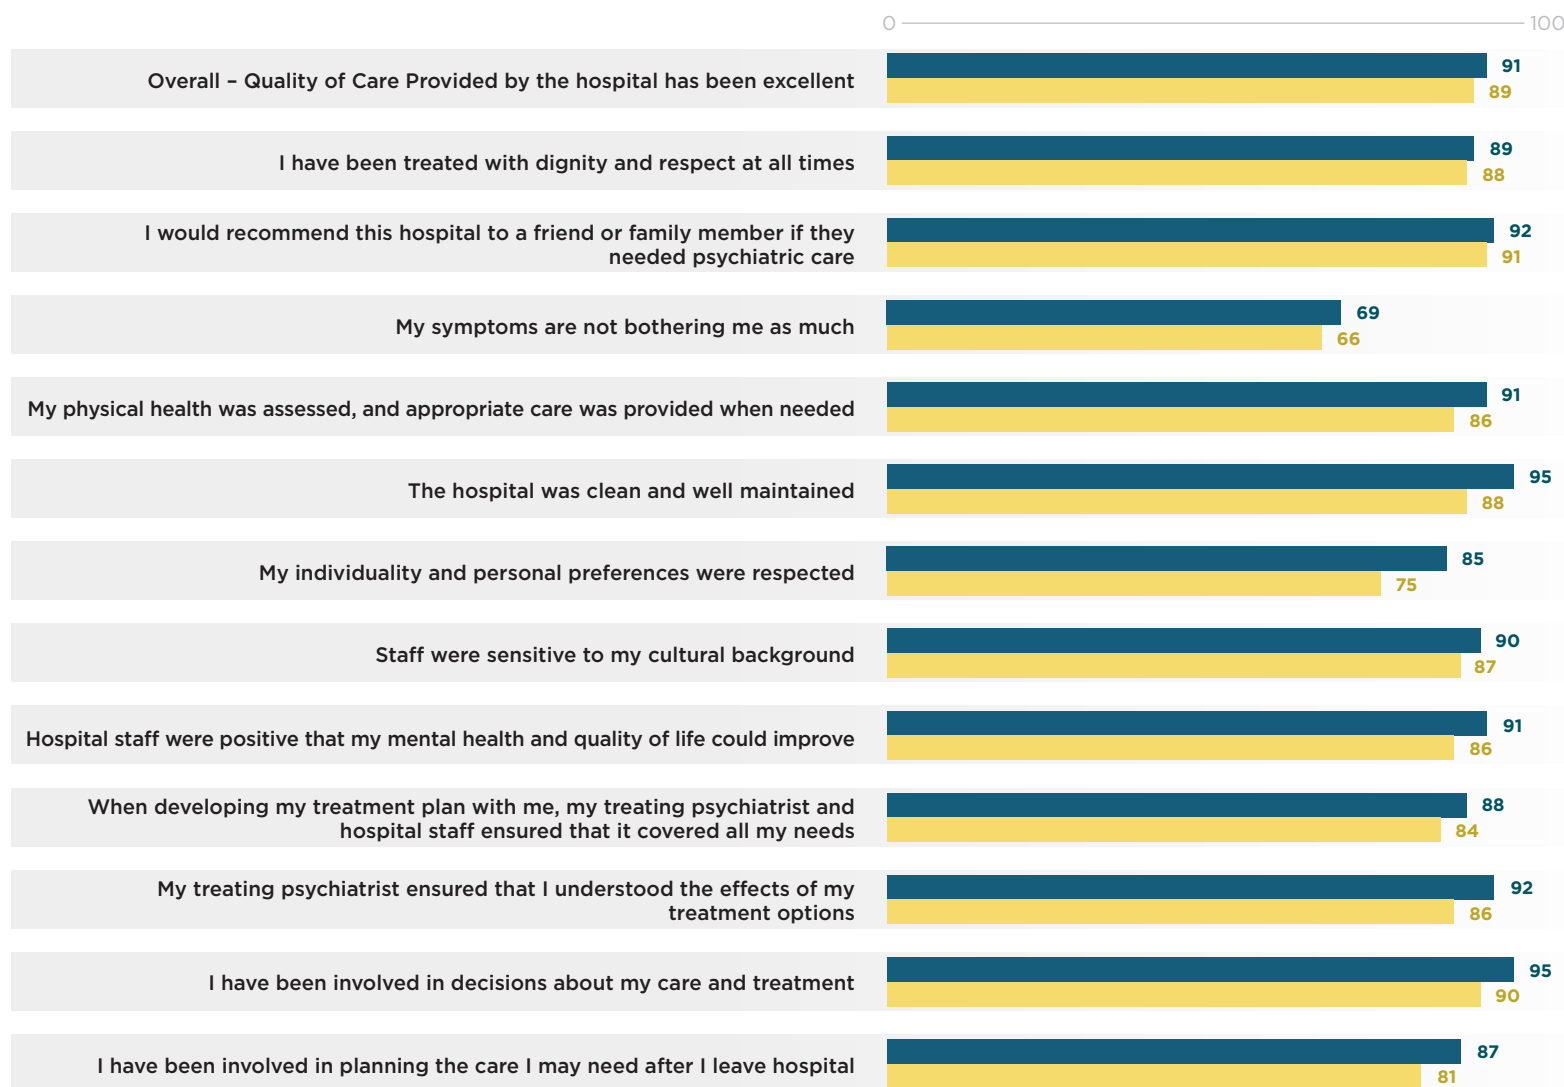 0 100
Overall – Quality of Care Provided by the hospital has been excellent
91
89
I have been treated with dignity and respect at all times
89
88
I would recommend this hospital to a friend or family member if they
needed psychiatric care
92
91
My symptoms are not bothering me as much
69
66
My physical health was assessed, and appropriate care was provided when needed
91
86
The hospital was clean and well maintained
95
88
My individuality and personal preferences were respected
85
75
Staff were sensitive to my cultural background
90
87
Hospital staff were positive that my mental health and quality of life could improve
91
86
When developing my treatment plan with me, my treating psychiatrist and
hospital staff ensured that it covered all my needs
88
84
My treating psychiatrist ensured that I understood the effects of my
treatment options
92
86
I have been involved in decisions about my care and treatment
95
90
I have been involved in planning the care I may need after I leave hospital
87
81